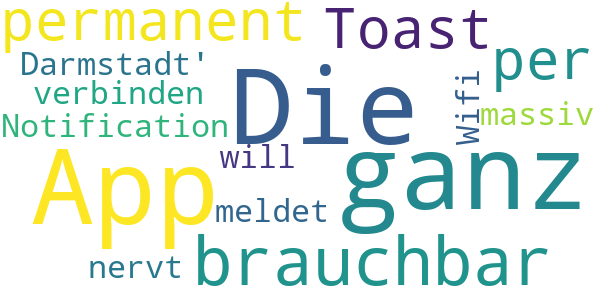 permanent
Toast
Darmstadt'
per
verbinden
Die
Wifi
massiv
Notification
will
App
ganz
meldet
brauchbar
nervt